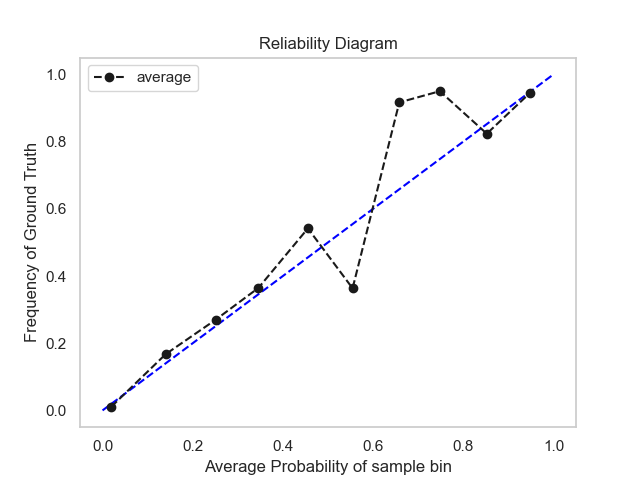 Reliability Diagram
average
Frequency of Ground Truth
1.0
0.8
0.6
0.4
0.2
0.0
0.0 0.2 0.4 0.6 0.8 1.0
Average Probability of sample bin